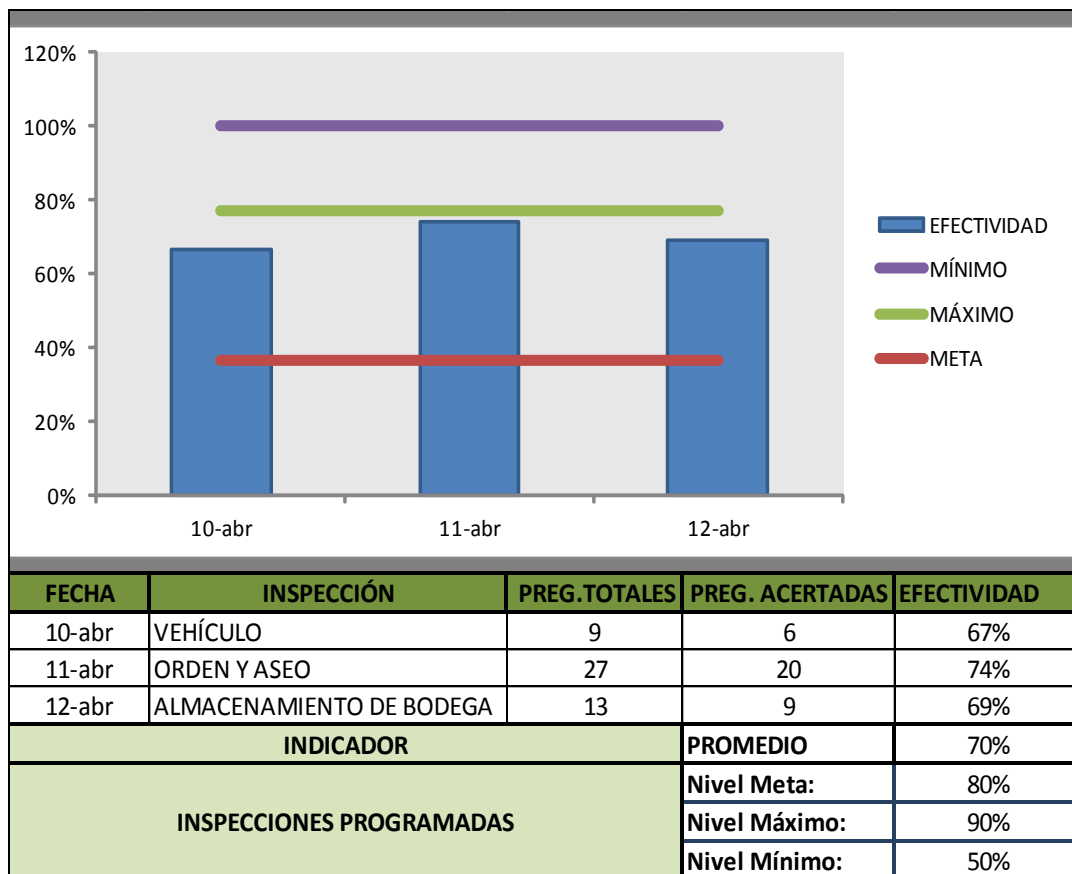 120%
100%
80%
60%
40%
20%
0%
10-abr 11-abr 12-abr
EFECTIVIDAD
MÍNIMO
MÁXIMO
META
FECHA INSPECCIÓN PREG.TOTALES PREG. ACERTADAS EFECTIVIDAD
10-abr VEHÍCULO 9 6 67%
11-abr ORDEN Y ASEO 27 20 74%
12-abr ALMACENAMIENTO DE BODEGA 13 9 69%
INDICADOR PROMEDIO 70%
INSPECCIONES PROGRAMADAS
Nivel Meta: 80%
Nivel Máximo: 90%
Nivel Mínimo: 50%